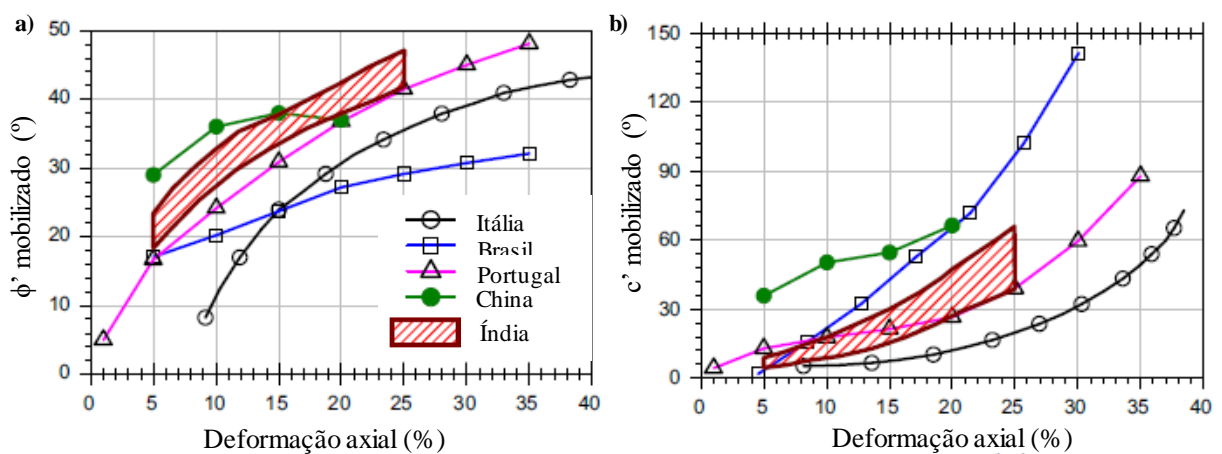 a)
50
40
30
20
10
0
ϕ' mobilizado (º)
0 5 10 15 20 25 30 35 40
Deformação axial (%)
Itália
Brasil
Portugal
China
Índia
b)
150
120
90
60
30
0
c' mobilizado (º)
0 5 10 15 20 25 30 35 40
Deformação axial (%)